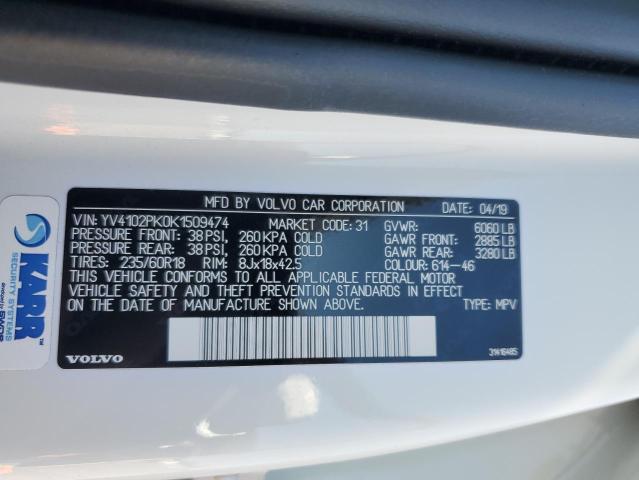 MFD BY VOLVO CAR CORPORATION DATE: 04/19
VIN: YV4102PK0K1509474 MARKET CODE: 31 GVWR: 6060 LB
PRESSURE FRONT: 38 PSI, 260 KPA COLD GAWR FRONT: 2885 LB
PRESSURE REAR: 38 PSI, 260 KPA COLD GAWR REAR: 3280 LB
TIRES: 235/60R18 RIM: 8Jx18x42.5 COLOUR: 614-46
THIS VEHICLE CONFORMS TO ALL APPLICABLE FEDERAL MOTOR
VEHICLE SAFETY AND THEFT PREVENTION STANDARDS IN EFFECT
ON THE DATE OF MANUFACTURE SHOWN ABOVE. TYPE: MPV
VOLVO 31416485
KARR™
SECURITY SYSTEMS